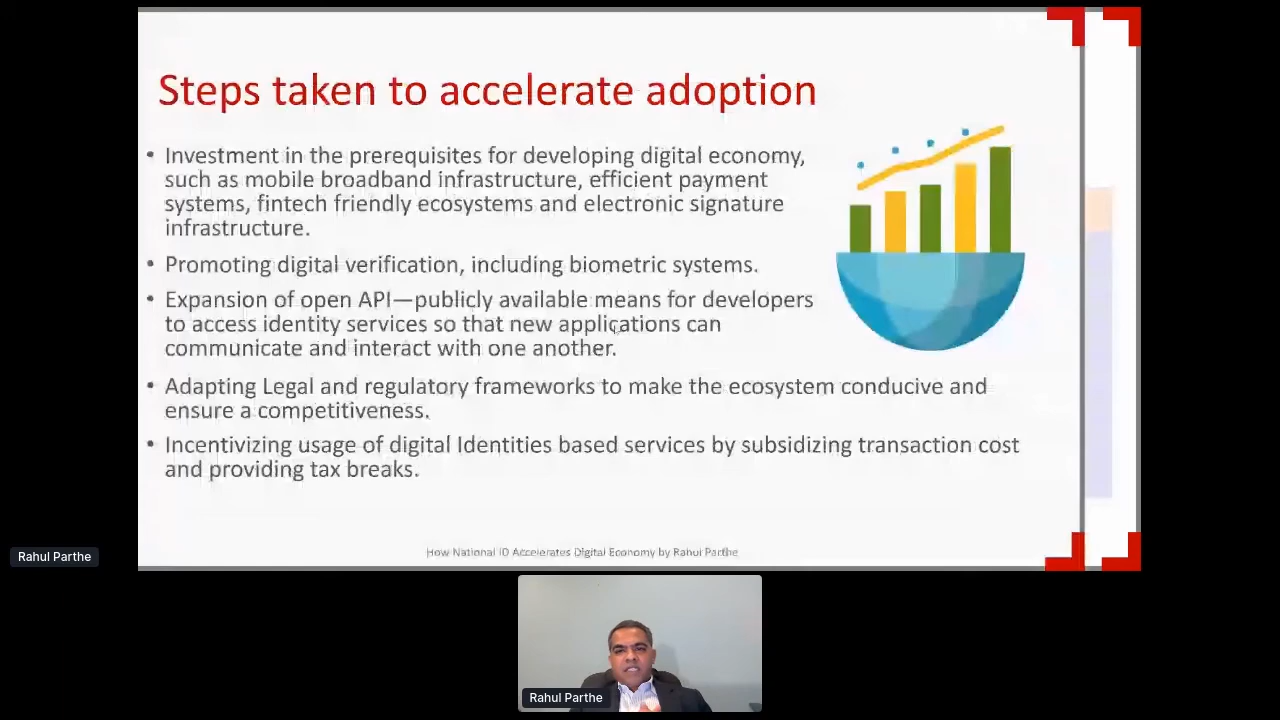 Steps taken to accelerate adoption
• Investment in the prerequisites for developing digital economy,
such as mobile broadband infrastructure, efficient payment
systems, fintech friendly ecosystems and electronic signature
infrastructure.
• Promoting digital verification, including biometric systems.
• Expansion of open API—publicly available means for developers
to access identity services so that new applications can
communicate and interact with one another.
• Adapting Legal and regulatory frameworks to make the ecosystem conducive and
ensure a competitiveness.
• Incentivizing usage of digital Identities based services by subsidizing transaction cost
and providing tax breaks.
How National ID Accelerates Digital Economy by Rahul Parthe
Rahul Parthe
Rahul Parthe